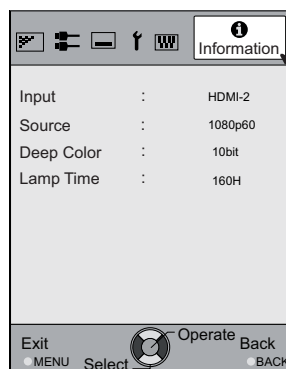 Information
Input : HDMI-2
Source : 1080p60
Deep Color : 10bit
Lamp Time : 160H
Exit
MENU
Select
Operate
Back
BACK